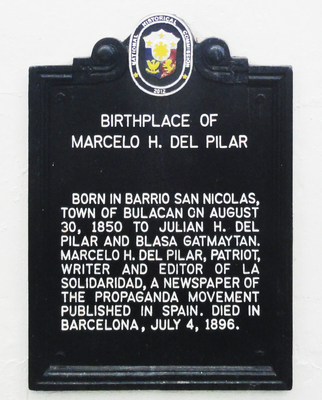 NATIONAL HISTORICAL COMMISSION
2012
BIRTHPLACE OF
MARCELO H. DEL PILAR
BORN IN BARRIO SAN NICOLAS,
TOWN OF BULACAN ON AUGUST
30, 1850 TO JULIAN H. DEL
PILAR AND BLASA GATMAYTAN.
MARCELO H. DEL PILAR, PATRIOT,
WRITER AND EDITOR OF LA
SOLIDARIDAD, A NEWSPAPER OF
THE PROPAGANDA MOVEMENT
PUBLISHED IN SPAIN. DIED IN
BARCELONA, JULY 4, 1896.